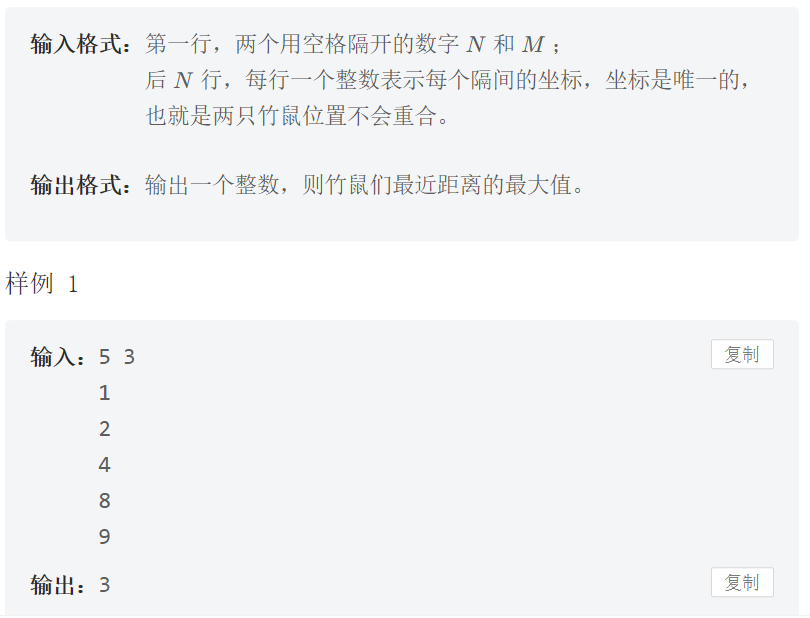 输入格式：第一行，两个用空格隔开的数字 N 和 M ；
后 N 行，每行一个整数表示每个隔间的坐标，坐标是唯一的，
也就是两只竹鼠位置不会重合。
输出格式：输出一个整数，则竹鼠们最近距离的最大值。
样例 1
输入：5 3 复制
1
2
4
8
9
输出：3 复制